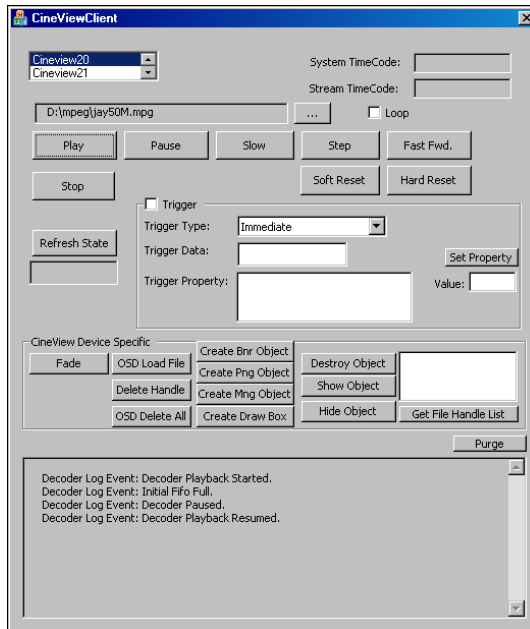 CineViewClient
Cineview20
Cineview21
System TimeCode:
Stream TimeCode:
D:\mpeg\jay50M.mpg
...
Loop
Play
Pause
Slow
Step
Fast Fwd.
Stop
Soft Reset
Hard Reset
Trigger
Trigger Type:
Immediate
Refresh State
Trigger Data:
Set Property
Trigger Property:
Value:
CineView Device Specific
Fade
OSD Load File
Create Bnr Object
Destroy Object
Create Png Object
Delete Handle
Show Object
Create Mng Object
OSD Delete All
Create Draw Box
Hide Object
Get File Handle List
Purge
Decoder Log Event: Decoder Playback Started.
Decoder Log Event: Initial Fifo Full.
Decoder Log Event: Decoder Paused.
Decoder Log Event: Decoder Playback Resumed.